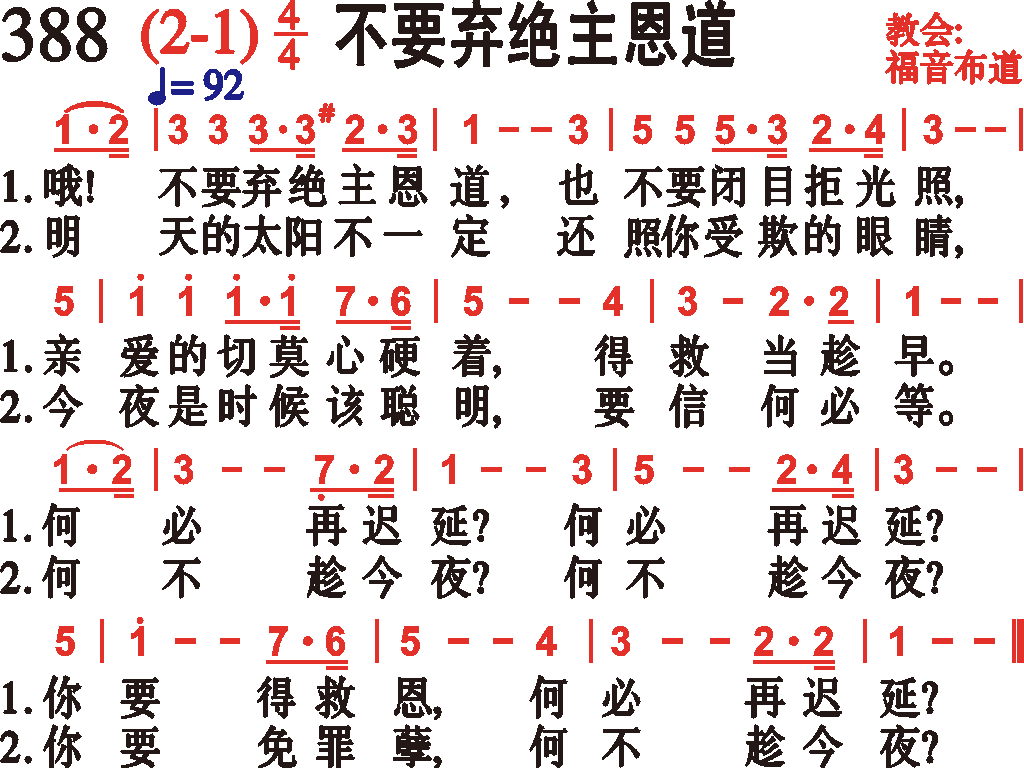 388 (2-1) 4/4 不要弃绝主恩道 教会:
♩= 92 福音布道
1·2 | 3 3 3·3# 2·3 | 1 – – 3 | 5 5 5·3 2·4 | 3 – – |
1.哦! 不要弃绝主恩道, 也不要闭目拒光照,
2.明 天的太阳不一定 还照你受欺的眼睛,
5 | i i i·i 7·6 | 5 – – 4 | 3 – 2·2 | 1 – – |
1.亲 爱的切莫心硬着, 得救当趁早。
2.今 夜是时候该聪明, 要信何必等。
1·2 | 3 – – 7̣·2 | 1 – – 3 | 5 – – 2·4 | 3 – – |
1.何 必 再迟延? 何必 再迟延?
2.何 不 趁今夜? 何不 趁今夜?
5 | i – – 7·6 | 5 – – 4 | 3 – – 2·2 | 1 – – ‖
1.你 要 得救恩, 何必 再迟延?
2.你 要 免罪孽, 何不 趁今夜?